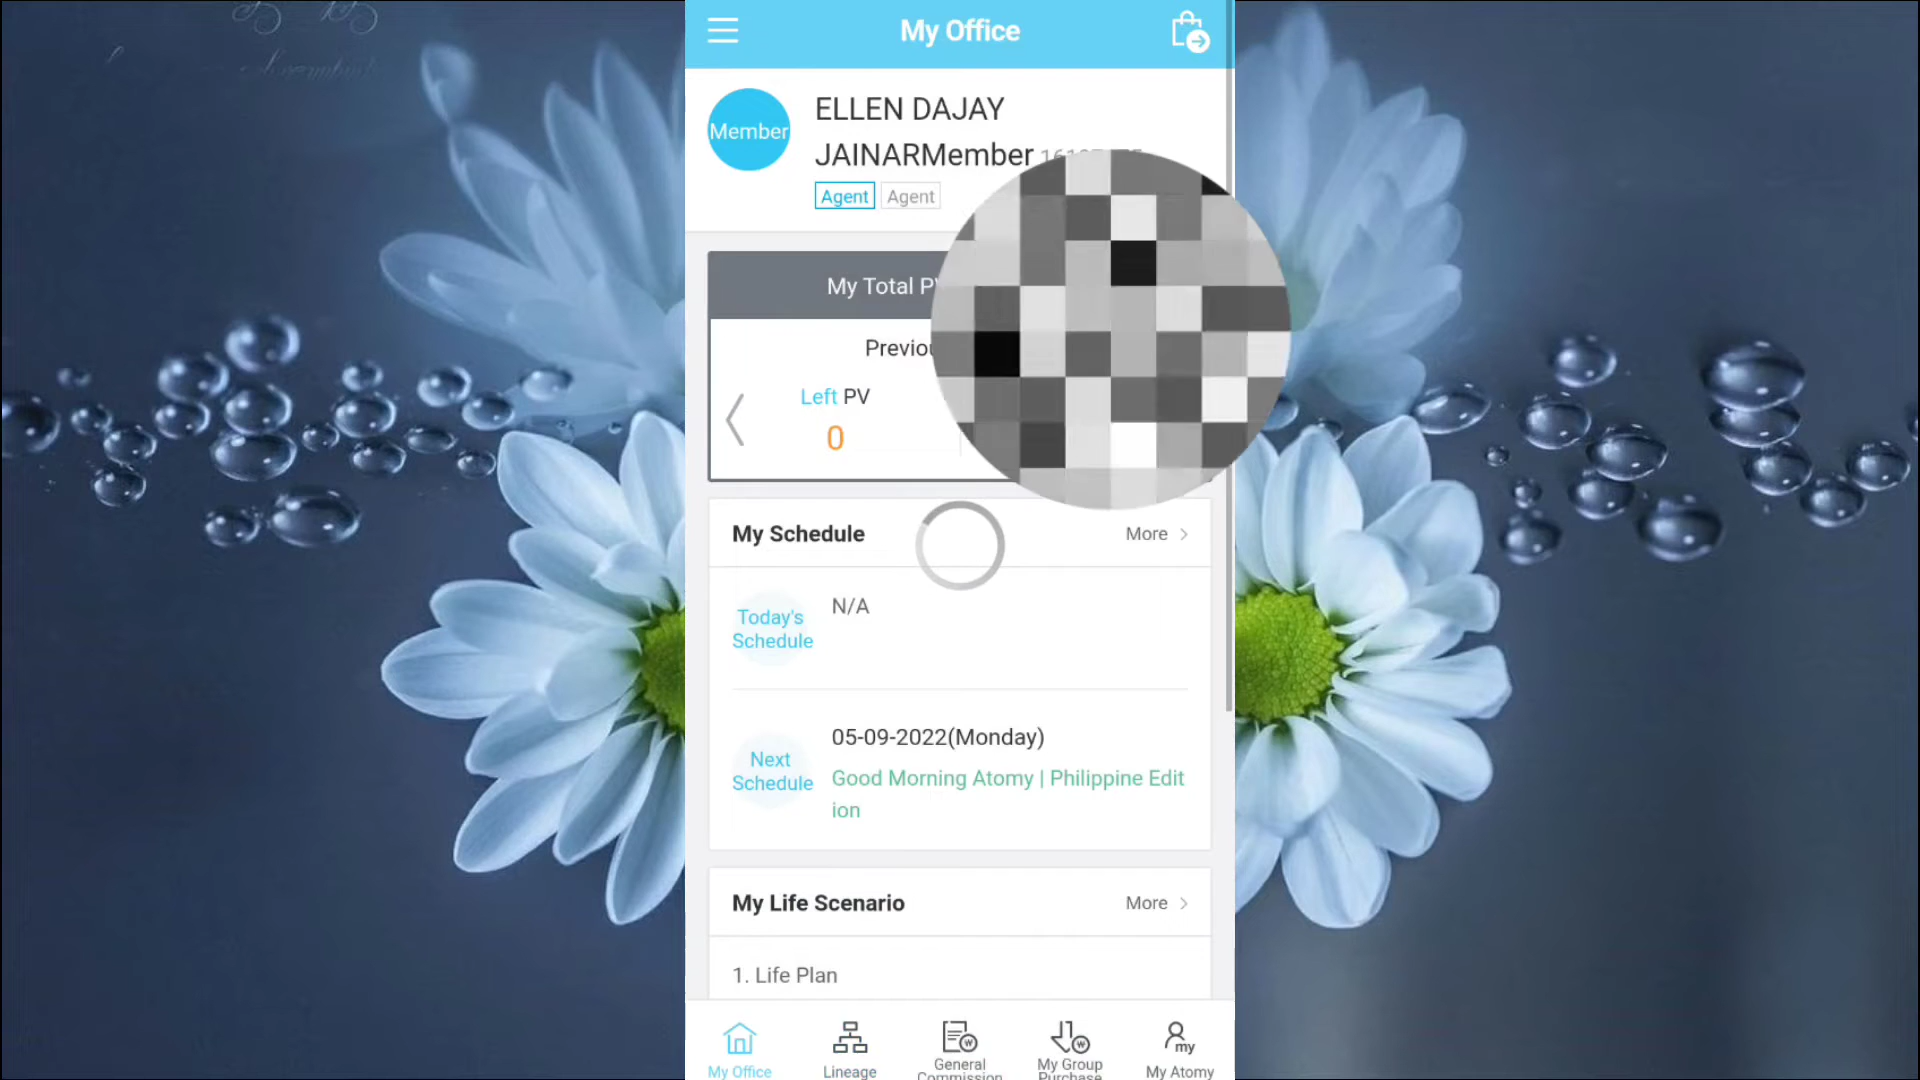 My Office
Member
ELLEN DAJAY
JAINARMember
Agent Agent
My Total
Left PV
0
My Schedule
More
Today's
Schedule
N/A
Next
Schedule
05-09-2022(Monday)
Good Morning Atomy | Philippine Edit
ion
My Life Scenario
More
1. Life Plan
My Office
Lineage
General
Commission
My Group
Purchase
my
My Atomy